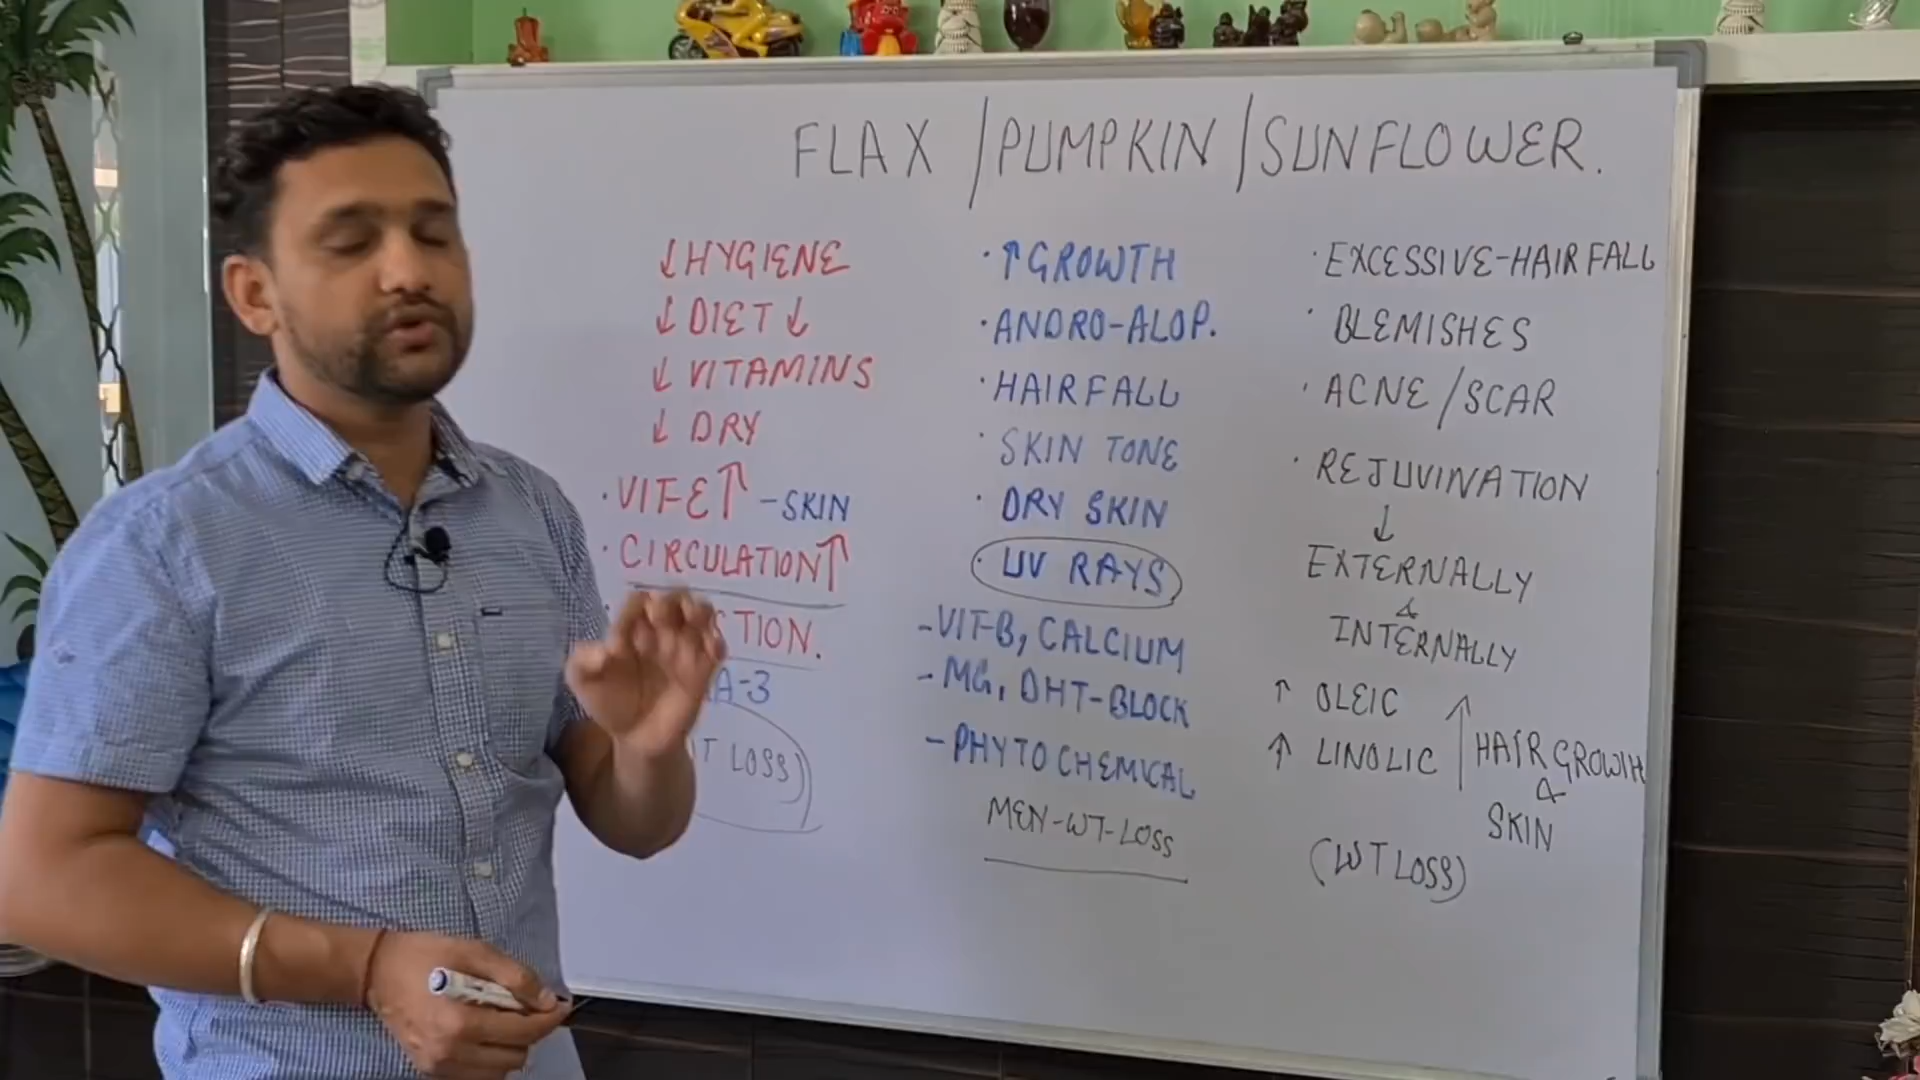 FLAX / PUMPKIN / SUNFLOWER.
↓ HYGIENE
↓ DIET ↓
↓ VITAMINS
↓ DRY
· VIT-E ↑ - SKIN
· CIRCULATION ↑
TION.
A-3
T LOSS)
· ↑ GROWTH
· ANDRO-ALOP.
· HAIRFALL
· SKIN TONE
· DRY SKIN
· UV RAYS
- VIT-B, CALCIUM
- MG, DHT-BLOCK
- PHYTOCHEMICAL
MEN-WT-LOSS
· EXCESSIVE-HAIRFALL
· BLEMISHES
· ACNE / SCAR
· REJUVINATION
↓
EXTERNALLY
&
INTERNALLY
↑ OLEIC
↑ LINOLIC
↑ HAIR GROWTH
&
SKIN
(WT LOSS)